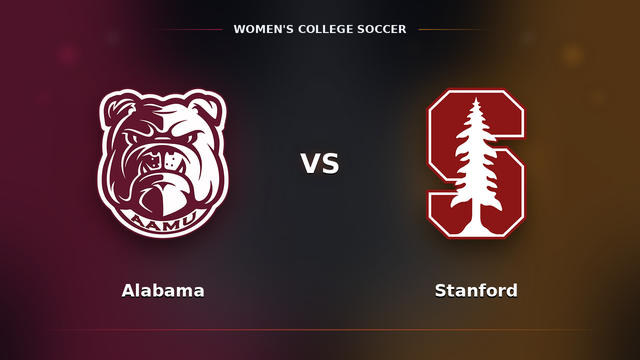 WOMEN'S COLLEGE SOCCER
AAMU
VS
Alabama
Stanford